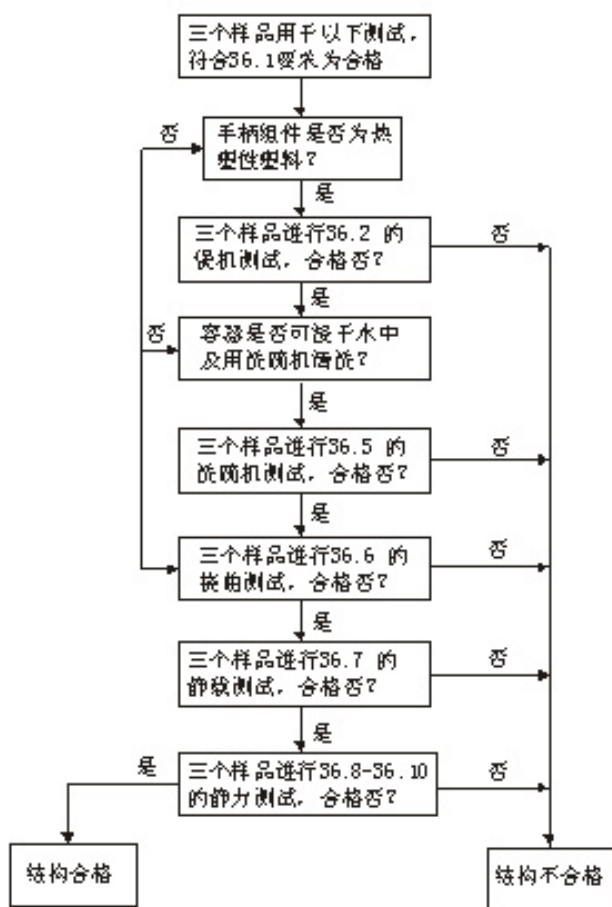 三个样品用于以下测试，
符合36.1要求为合格
否
手柄组件是否为热
塑性塑料？
是
三个样品进行36.2 的
否
测试，合格否？
是
否
容器是否可浸于水中
及用洗碗机清洗？
是
三个样品进行36.5 的
否
洗碗机测试，合格否？
是
三个样品进行36.6 的
否
挠曲测试，合格否？
是
三个样品进行36.7 的
否
静载测试，合格否？
是
是
三个样品进行36.8-36.10
否
的静力测试，合格否？
结构合格
结构不合格